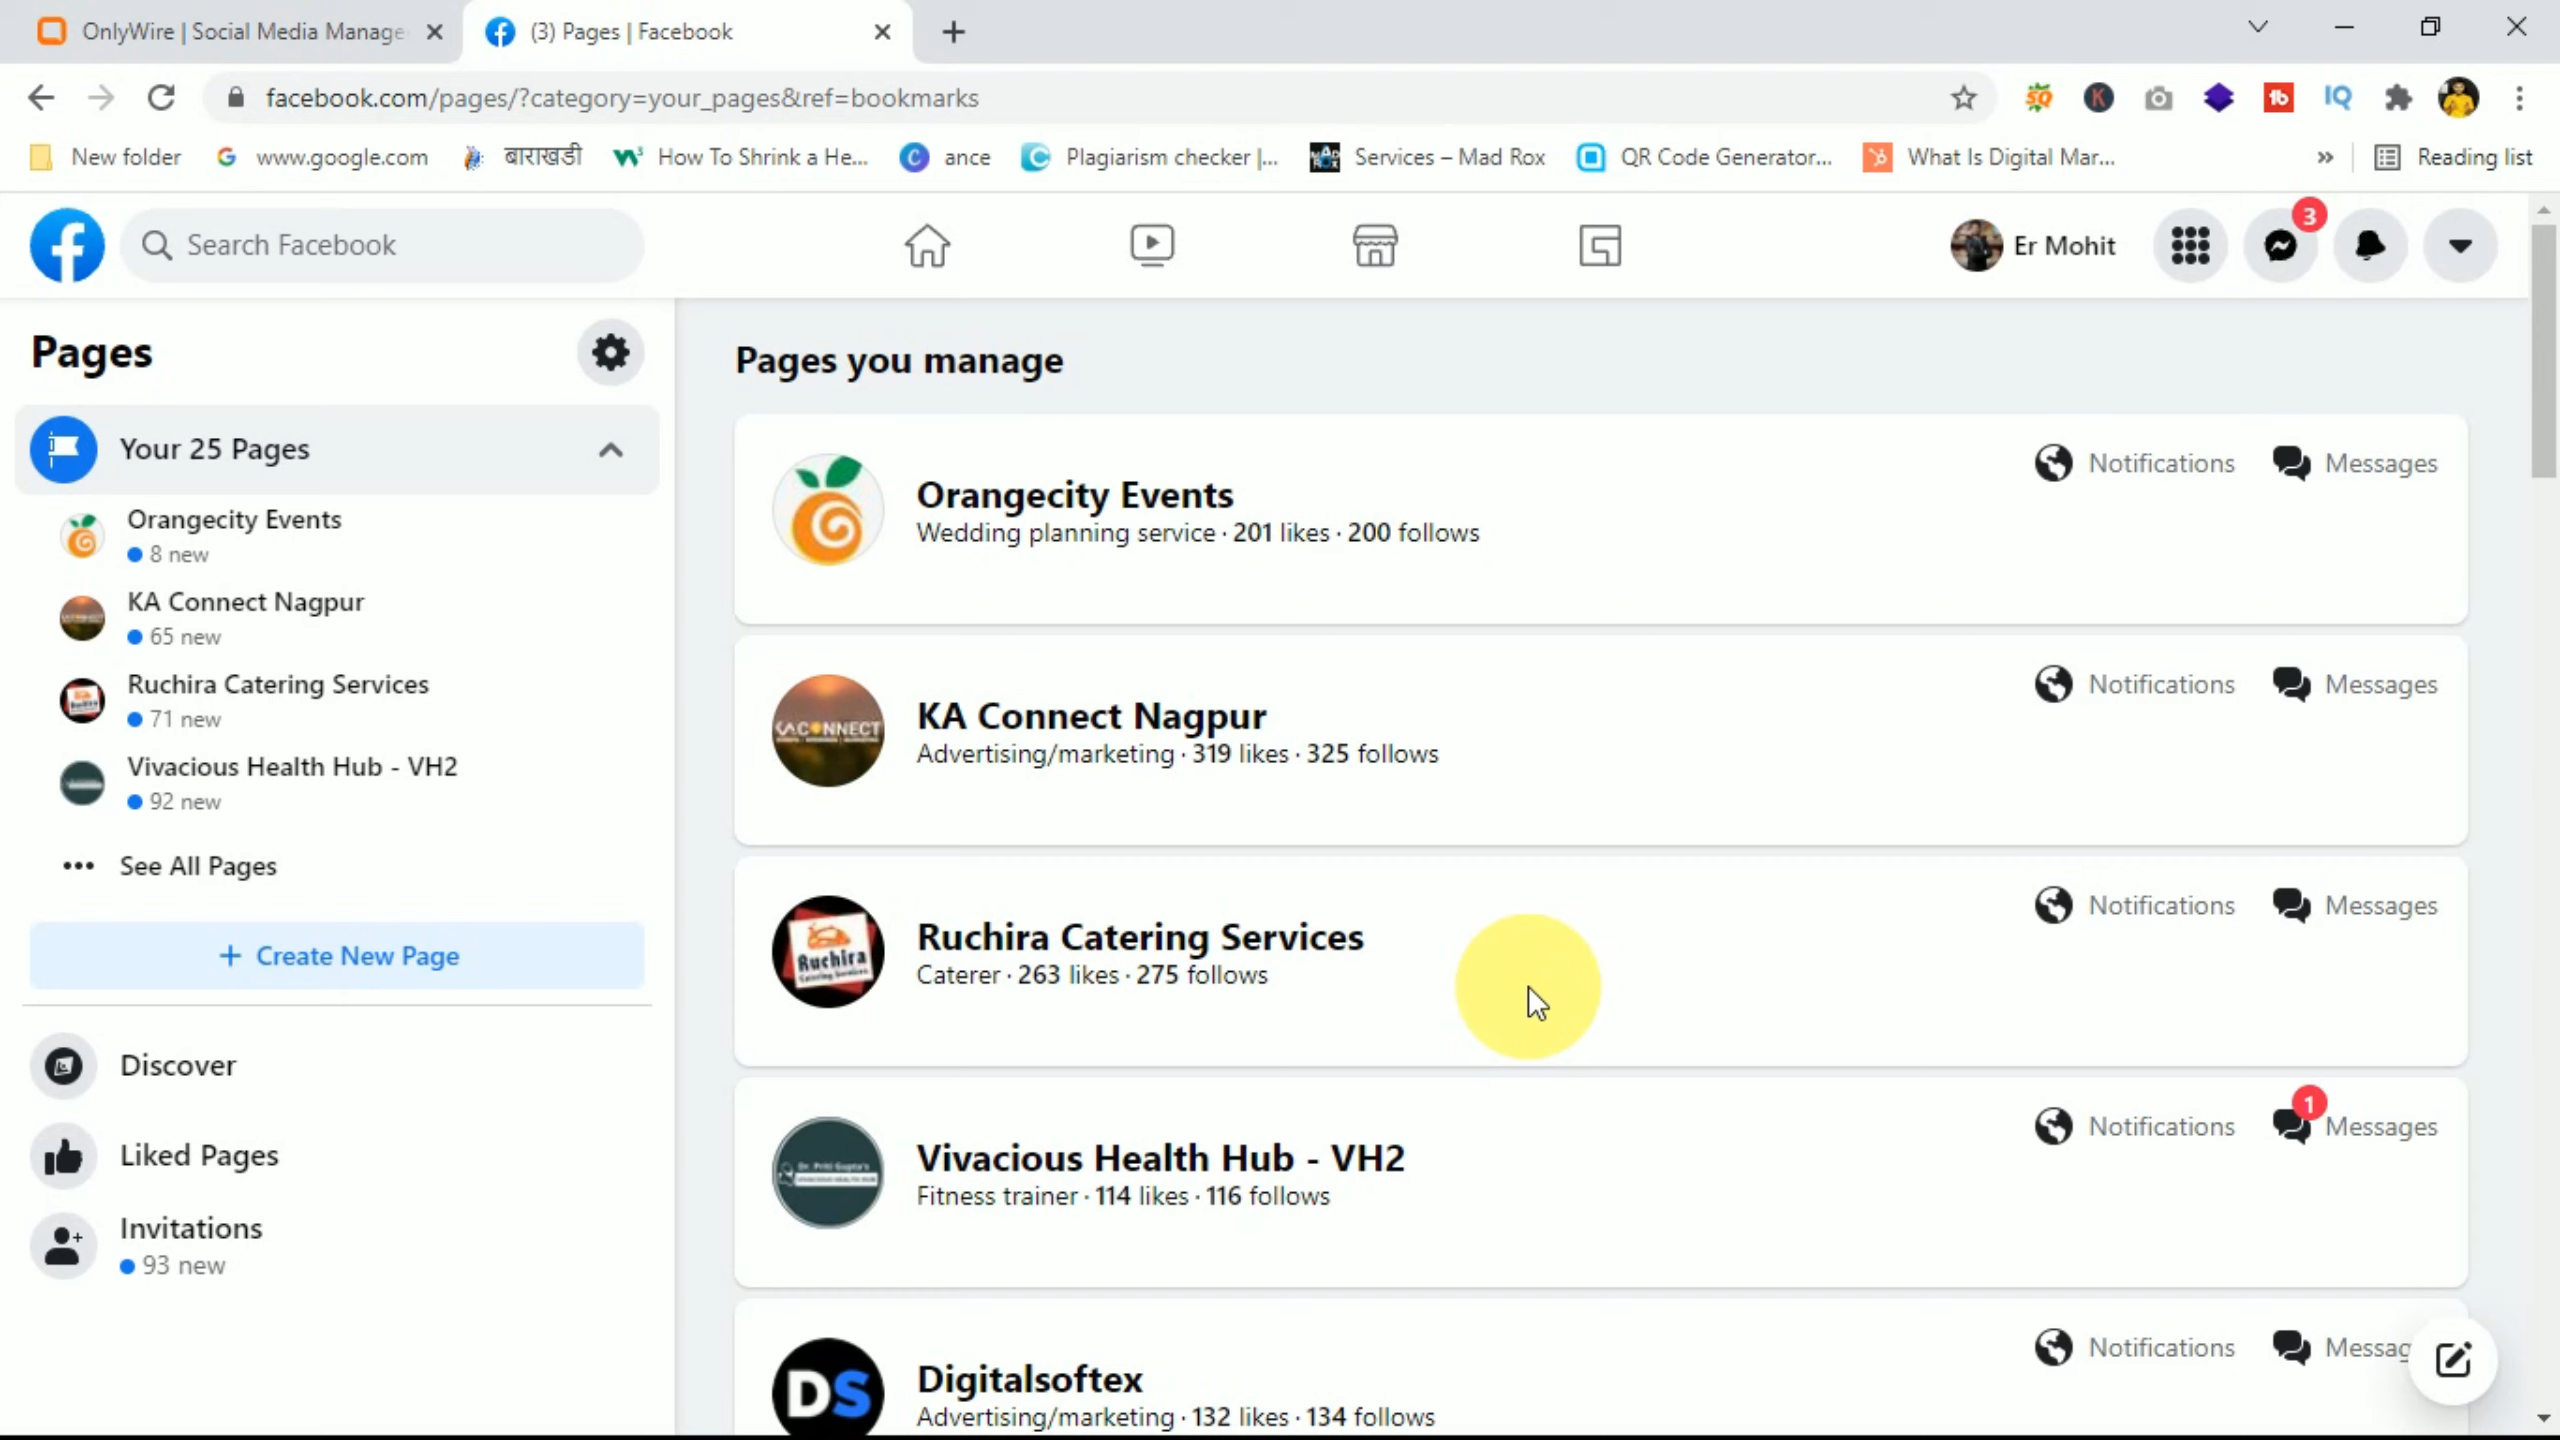 OnlyWire | Social Media Manage
(3) Pages | Facebook
facebook.com/pages/?category=your_pages&ref=bookmarks
New folder
www.google.com
बाराखडी
How To Shrink a He...
ance
Plagiarism checker |...
Services – Mad Rox
QR Code Generator...
What Is Digital Mar...
Reading list
Search Facebook
Er Mohit
3
Pages
Your 25 Pages
Orangecity Events
8 new
KA Connect Nagpur
65 new
Ruchira Catering Services
71 new
Vivacious Health Hub - VH2
92 new
See All Pages
+ Create New Page
Discover
Liked Pages
Invitations
93 new
Pages you manage
Orangecity Events
Wedding planning service · 201 likes · 200 follows
Notifications
Messages
KA Connect Nagpur
Advertising/marketing · 319 likes · 325 follows
Notifications
Messages
Ruchira
Ruchira Catering Services
Caterer · 263 likes · 275 follows
Notifications
Messages
Vivacious Health Hub - VH2
Fitness trainer · 114 likes · 116 follows
Notifications
1
Messages
DS
Digitalsoftex
Advertising/marketing · 132 likes · 134 follows
Notifications
Messag